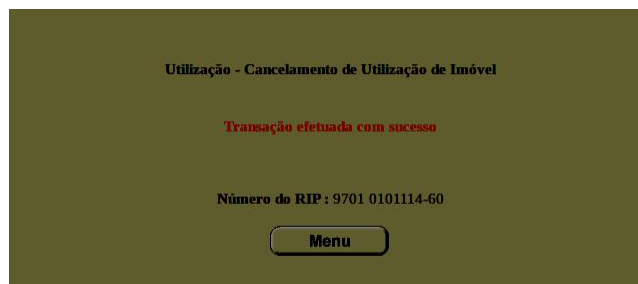 Utilização - Cancelamento de Utilização de Imóvel
Transação efetuada com sucesso
Número do RIP : 9701 0101114-60
Menu